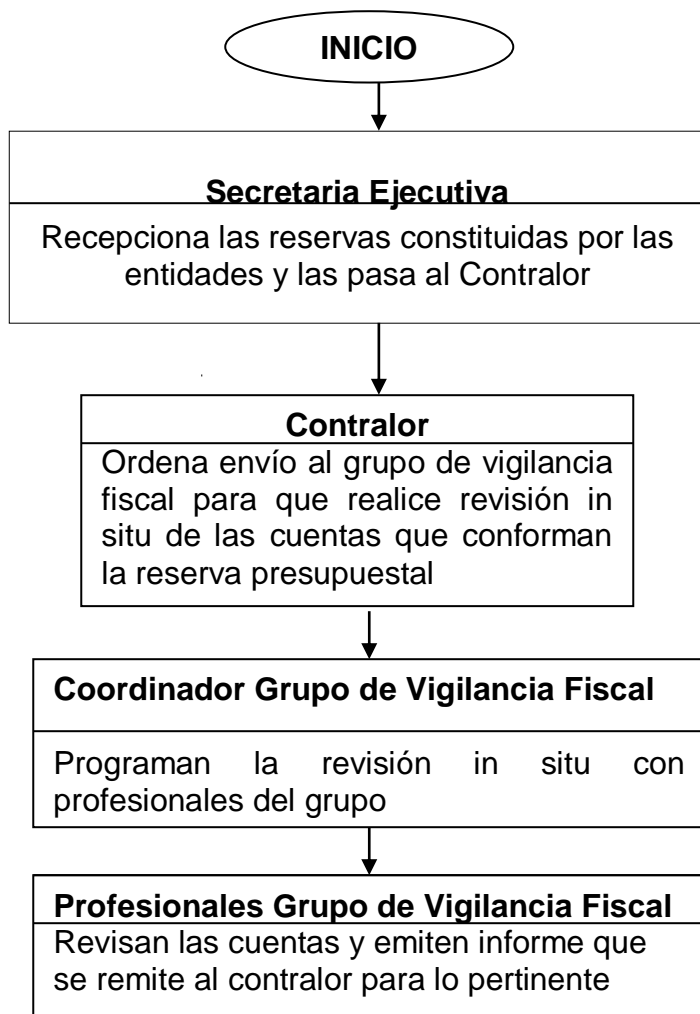 INICIO
Secretaria Ejecutiva
Recepciona las reservas constituidas por las
entidades y las pasa al Contralor
Contralor
Ordena envío al grupo de vigilancia
fiscal para que realice revisión in
situ de las cuentas que conforman
la reserva presupuestal
Coordinador Grupo de Vigilancia Fiscal
Programan la revisión in situ con
profesionales del grupo
Profesionales Grupo de Vigilancia Fiscal
Revisan las cuentas y emiten informe que
se remite al contralor para lo pertinente